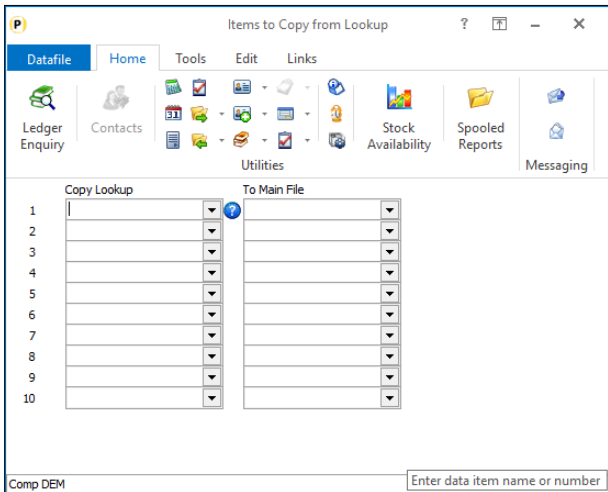 P
Items to Copy from Lookup
?
Datafile Home Tools Edit Links
31
Ledger Enquiry
Contacts
Stock Availability
Spooled Reports
Utilities
Messaging
Copy Lookup To Main File
1
?
2
3
4
5
6
7
8
9
10
Comp DEM
Enter data item name or number